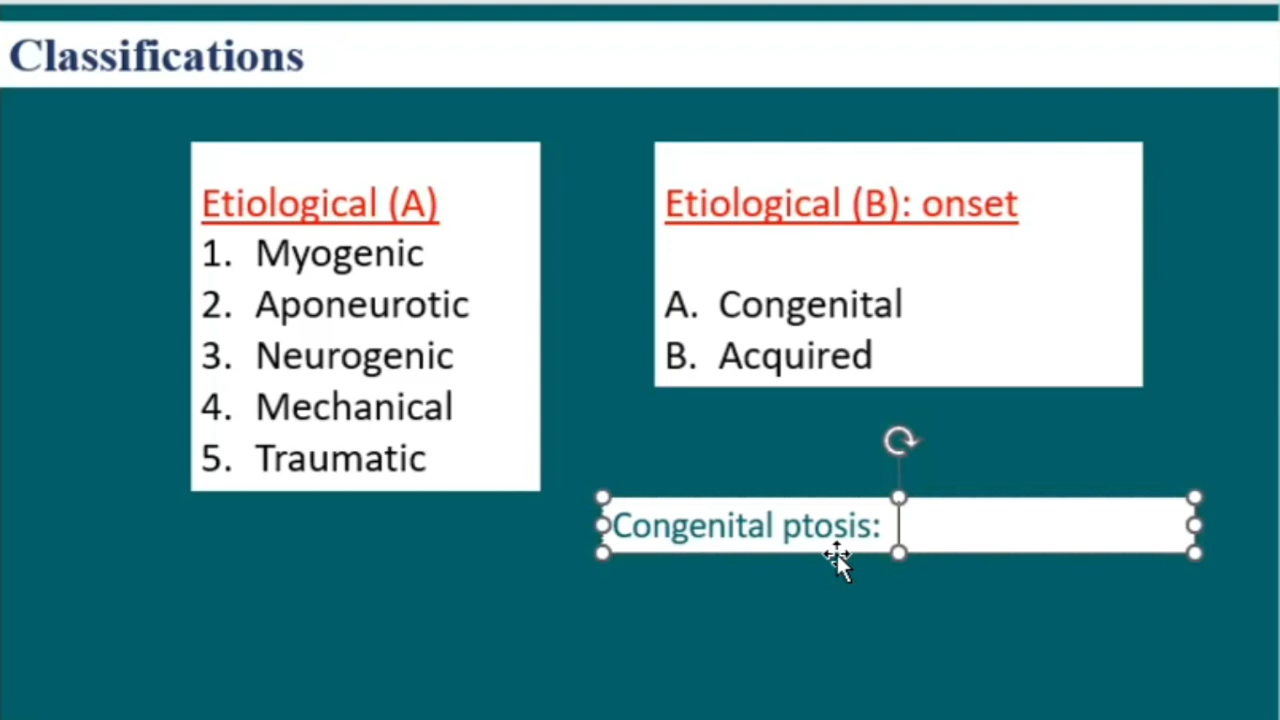 Classifications
Etiological (A)
1. Myogenic
2. Aponeurotic
3. Neurogenic
4. Mechanical
5. Traumatic
Etiological (B): onset
A. Congenital
B. Acquired
Congenital ptosis: